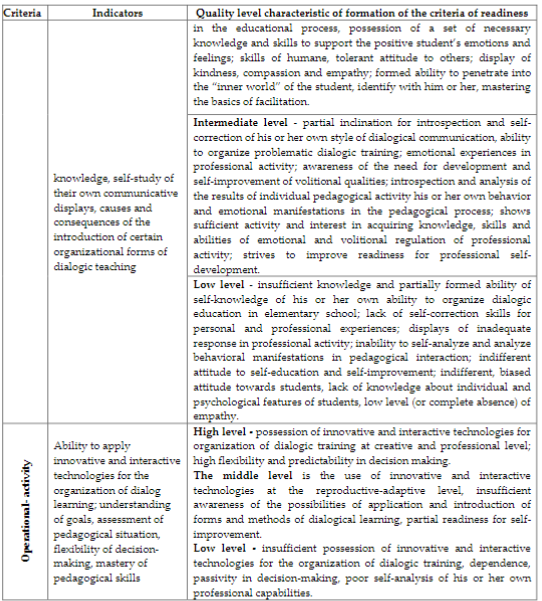 Criteria
Indicators
Quality level characteristic of formation of the criteria of readiness
in the educational process, possession of a set of necessary
knowledge and skills to support the positive student's emotions and
feelings; skills of humane, tolerant attitude to others; display of
kindness, compassion and empathy; formed ability to penetrate into
the "inner world" of the student, identify with him or her, mastering
the basics of facilitation.
knowledge, self-study of
their own communicative
displays, causes and
consequences of the
introduction of certain
organizational forms of
dialogic teaching
Intermediate level - partial inclination for introspection and self-
correction of his or her own style of dialogical communication, ability
to organize problematic dialogic training; emotional experiences in
professional activity; awareness of the need for development and
self-improvement of volitional qualities; introspection and analysis of
the results of individual pedagogical activity his or her own behavior
and emotional manifestations in the pedagogical process; shows
sufficient activity and interest in acquiring knowledge, skills and
abilities of emotional and volitional regulation of professional
activity; strives to improve readiness for professional self-
development.
Low level - insufficient knowledge and partially formed ability of
self-knowledge of his or her own ability to organize dialogic
education in elementary school; lack of self-correction skills for
personal and professional experiences; displays of inadequate
response in professional activity; inability to self-analyze and analyze
behavioral manifestations in pedagogical interaction; indifferent
attitude to self-education and self-improvement; indifferent, biased
attitude towards students, lack of knowledge about individual and
psychological features of students, low level (or complete absence) of
empathy.
Operational- activity
Ability to apply
innovative and interactive
technologies for the
organization of dialog
learning; understanding
of goals, assessment of
pedagogical situation,
flexibility of decision-
making, mastery of
pedagogical skills
High level - possession of innovative and interactive technologies for
organization of dialogic training at creative and professional level;
high flexibility and predictability in decision making.
The middle level is the use of innovative and interactive
technologies at the reproductive-adaptive level, insufficient
awareness of the possibilities of application and introduction of
forms and methods of dialogical learning, partial readiness for self-
improvement.
Low level - insufficient possession of innovative and interactive
technologies for the organization of dialogic training, dependence,
passivity in decision-making, poor self-analysis of his or her own
professional capabilities.